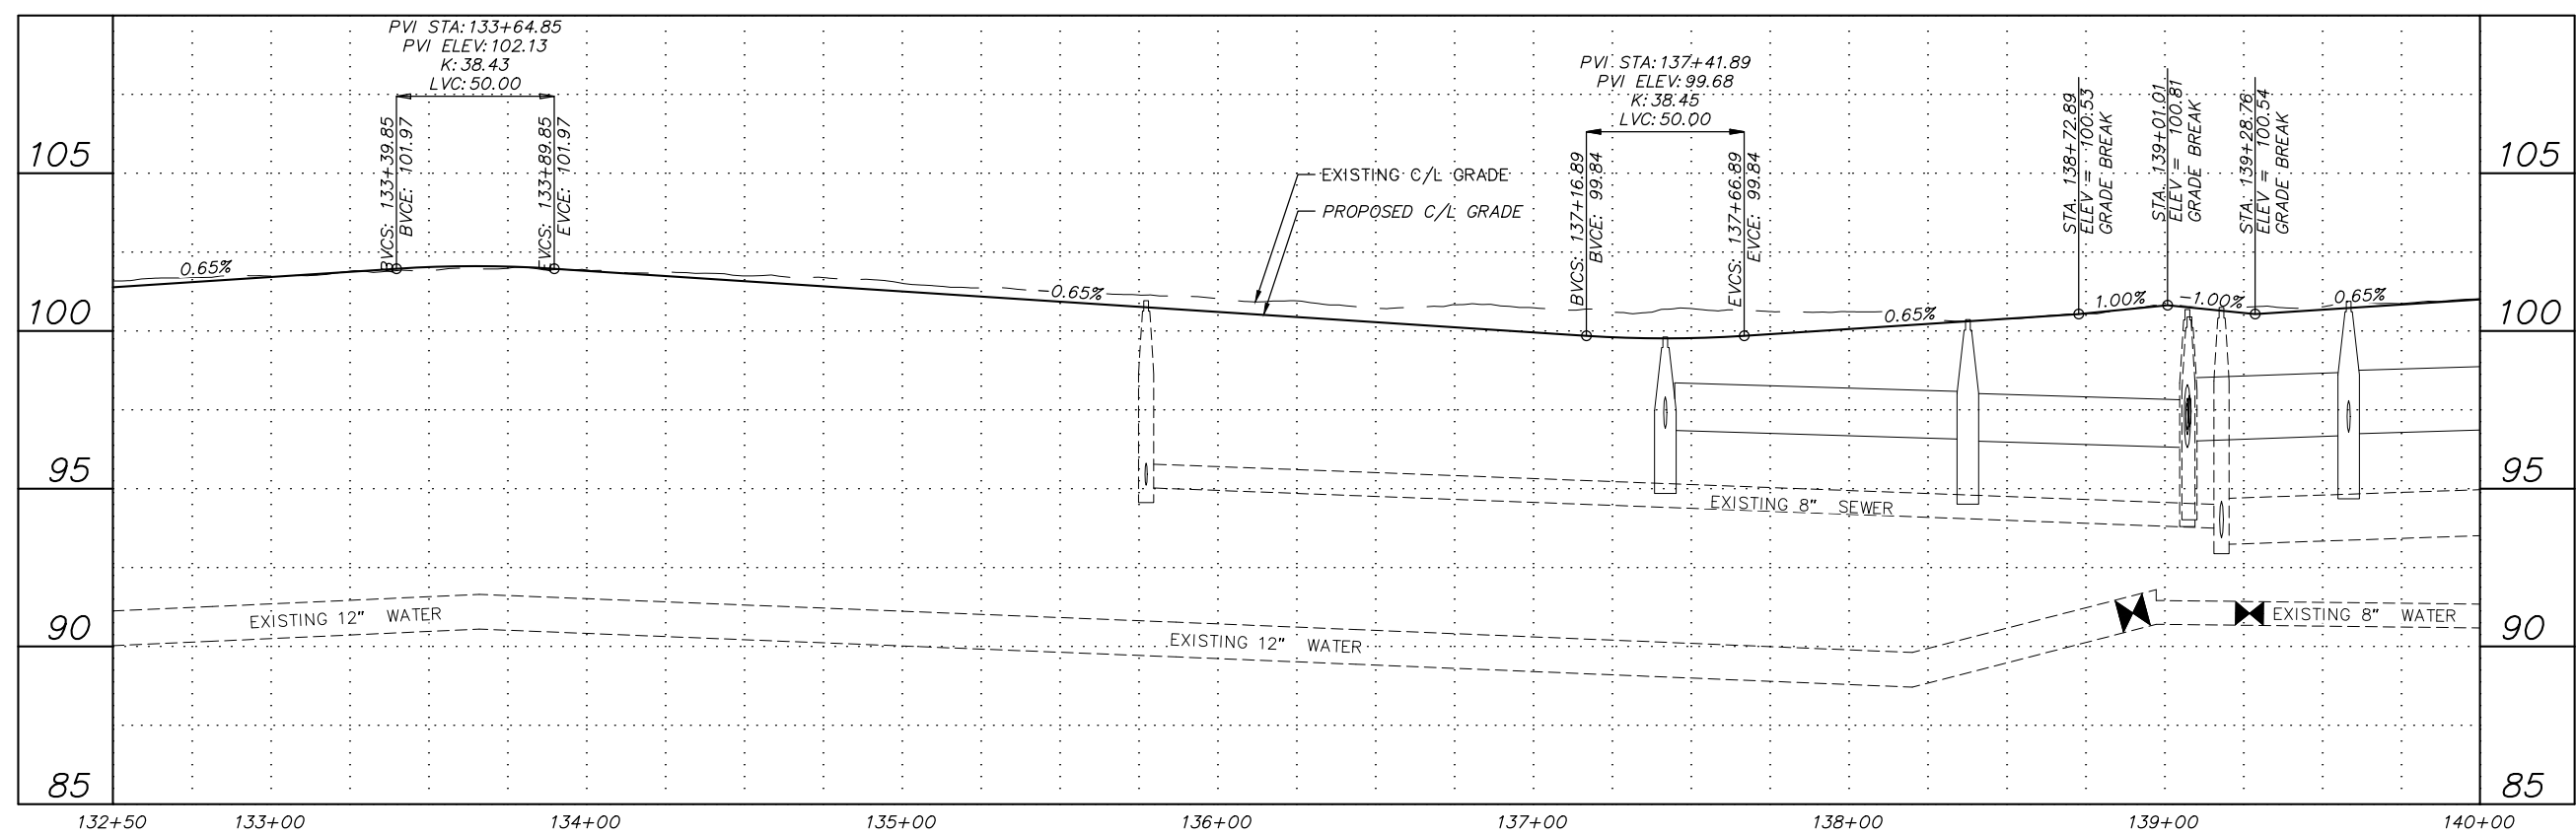 PVI STA: 133+64.85
PVI ELEV: 102.13
K: 38.43
LVC: 50.00
BVCS: 133+39.85
BVCE: 101.97
EVCS: 133+89.85
EVCE: 101.97
PVI STA: 137+41.89
PVI ELEV: 99.68
K: 38.45
LVC: 50.00
BVCS: 137+16.89
BVCE: 99.84
EVCS: 137+66.89
EVCE: 99.84
STA. 138+72.89
ELEV = 100.53
GRADE BREAK
STA. 139+01.01
ELEV = 100.81
GRADE BREAK
STA. 139+28.76
ELEV = 100.54
GRADE BREAK
EXISTING C/L GRADE
PROPOSED C/L GRADE
105
105
0.65%
-0.65%
0.65%
1.00%
-1.00%
0.65%
100
100
95
95
EXISTING 8" SEWER
EXISTING 12" WATER
EXISTING 12" WATER
EXISTING 8" WATER
90
90
85
85
132+50
133+00
134+00
135+00
136+00
137+00
138+00
139+00
140+00